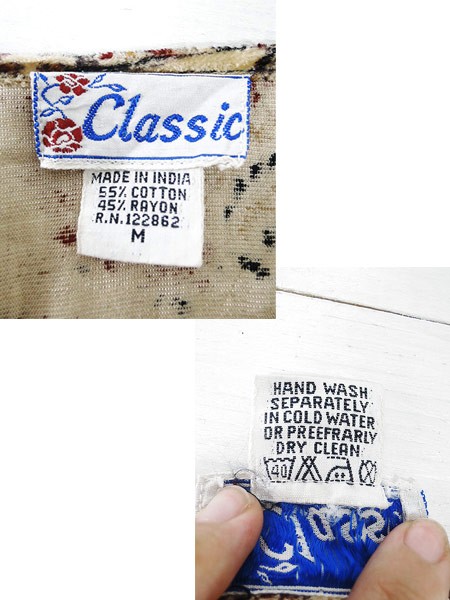 Classic
MADE IN INDIA
55% COTTON
45% RAYON
R.N.122862
M
HAND WASH
SEPARATELY
IN COLD WATER
OR PREEFRARLY
DRY CLEAN
40
Classic